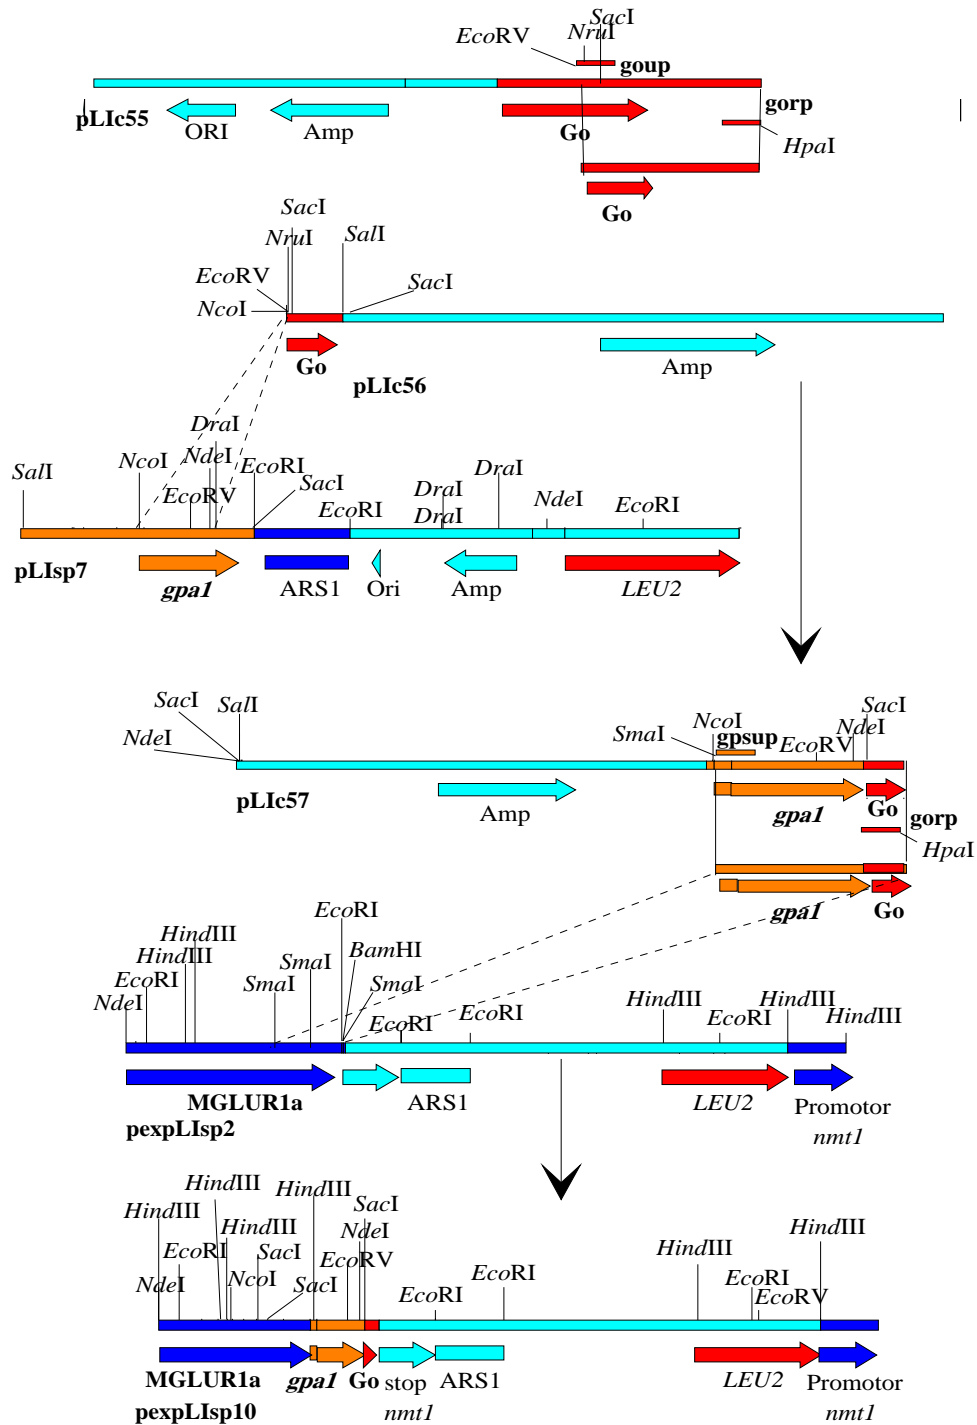 SacI
NruI
EcoRV
goup
pLIc55
ORI
Amp
Go
gorp
HpaI
Go
SacI
NruI
SalI
EcoRV
SacI
NcoI
Go
Amp
pLIc56
DraI
NcoI
NdeI
SalI
EcoRI
DraI
EcoRV
SacI
DraI
NdeI
EcoRI
EcoRI
DraI
pLIsp7
gpa1
ARS1
Ori
Amp
LEU2
SacI
SalI
SacI
NcoI
NdeI
SmaI
gpsup
EcoRV
NdeI
pLIc57
Amp
gpa1
Go
gorp
HpaI
gpa1
Go
EcoRI
HindIII
BamHI
HindIII
SmaI
EcoRI
SmaI
SmaI
NdeI
EcoRI
EcoRI
HindIII
HindIII
EcoRI
HindIII
MGLUR1a
ARS1
LEU2
Promotor
pexpLIsp2
nmt1
HindIII
HindIII
HindIII
SacI
HindIII
NdeI
HindIII
EcoRI
SacI
EcoRV
EcoRI
EcoRI
NdeI
NcoI
SacI
EcoRI
EcoRV
MGLUR1a
gpa1
Go
stop
ARS1
LEU2
Promotor
pexpLIsp10
nmt1
nmt1